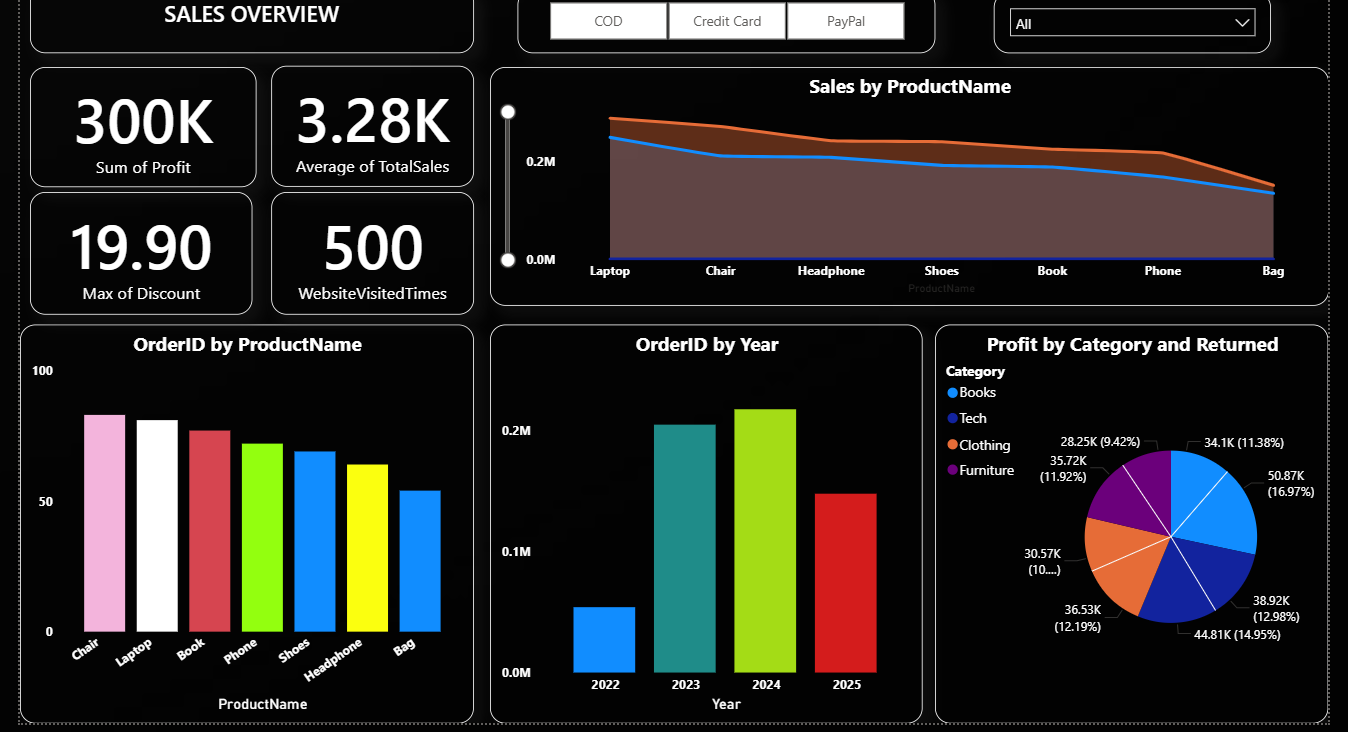 SALES OVERVIEW
COD
Credit Card
PayPal
All
300K
Sum of Profit
3.28K
Average of TotalSales
19.90
Max of Discount
500
WebsiteVisitedTimes
Sales by ProductName
0.2M
0.0M
Laptop
Chair
Headphone
Shoes
Book
Phone
Bag
ProductName
OrderID by ProductName
100
50
0
Chair
Laptop
Book
Phone
Shoes
Headphone
Bag
ProductName
OrderID by Year
0.2M
0.1M
0.0M
2022
2023
2024
2025
Year
Profit by Category and Returned
Category
Books
Tech
Clothing
Furniture
28.25K (9.42%)
34.1K (11.38%)
35.72K
(11.92%)
50.87K
(16.97%)
30.57K
(10....)
38.92K
(12.98%)
36.53K
(12.19%)
44.81K (14.95%)